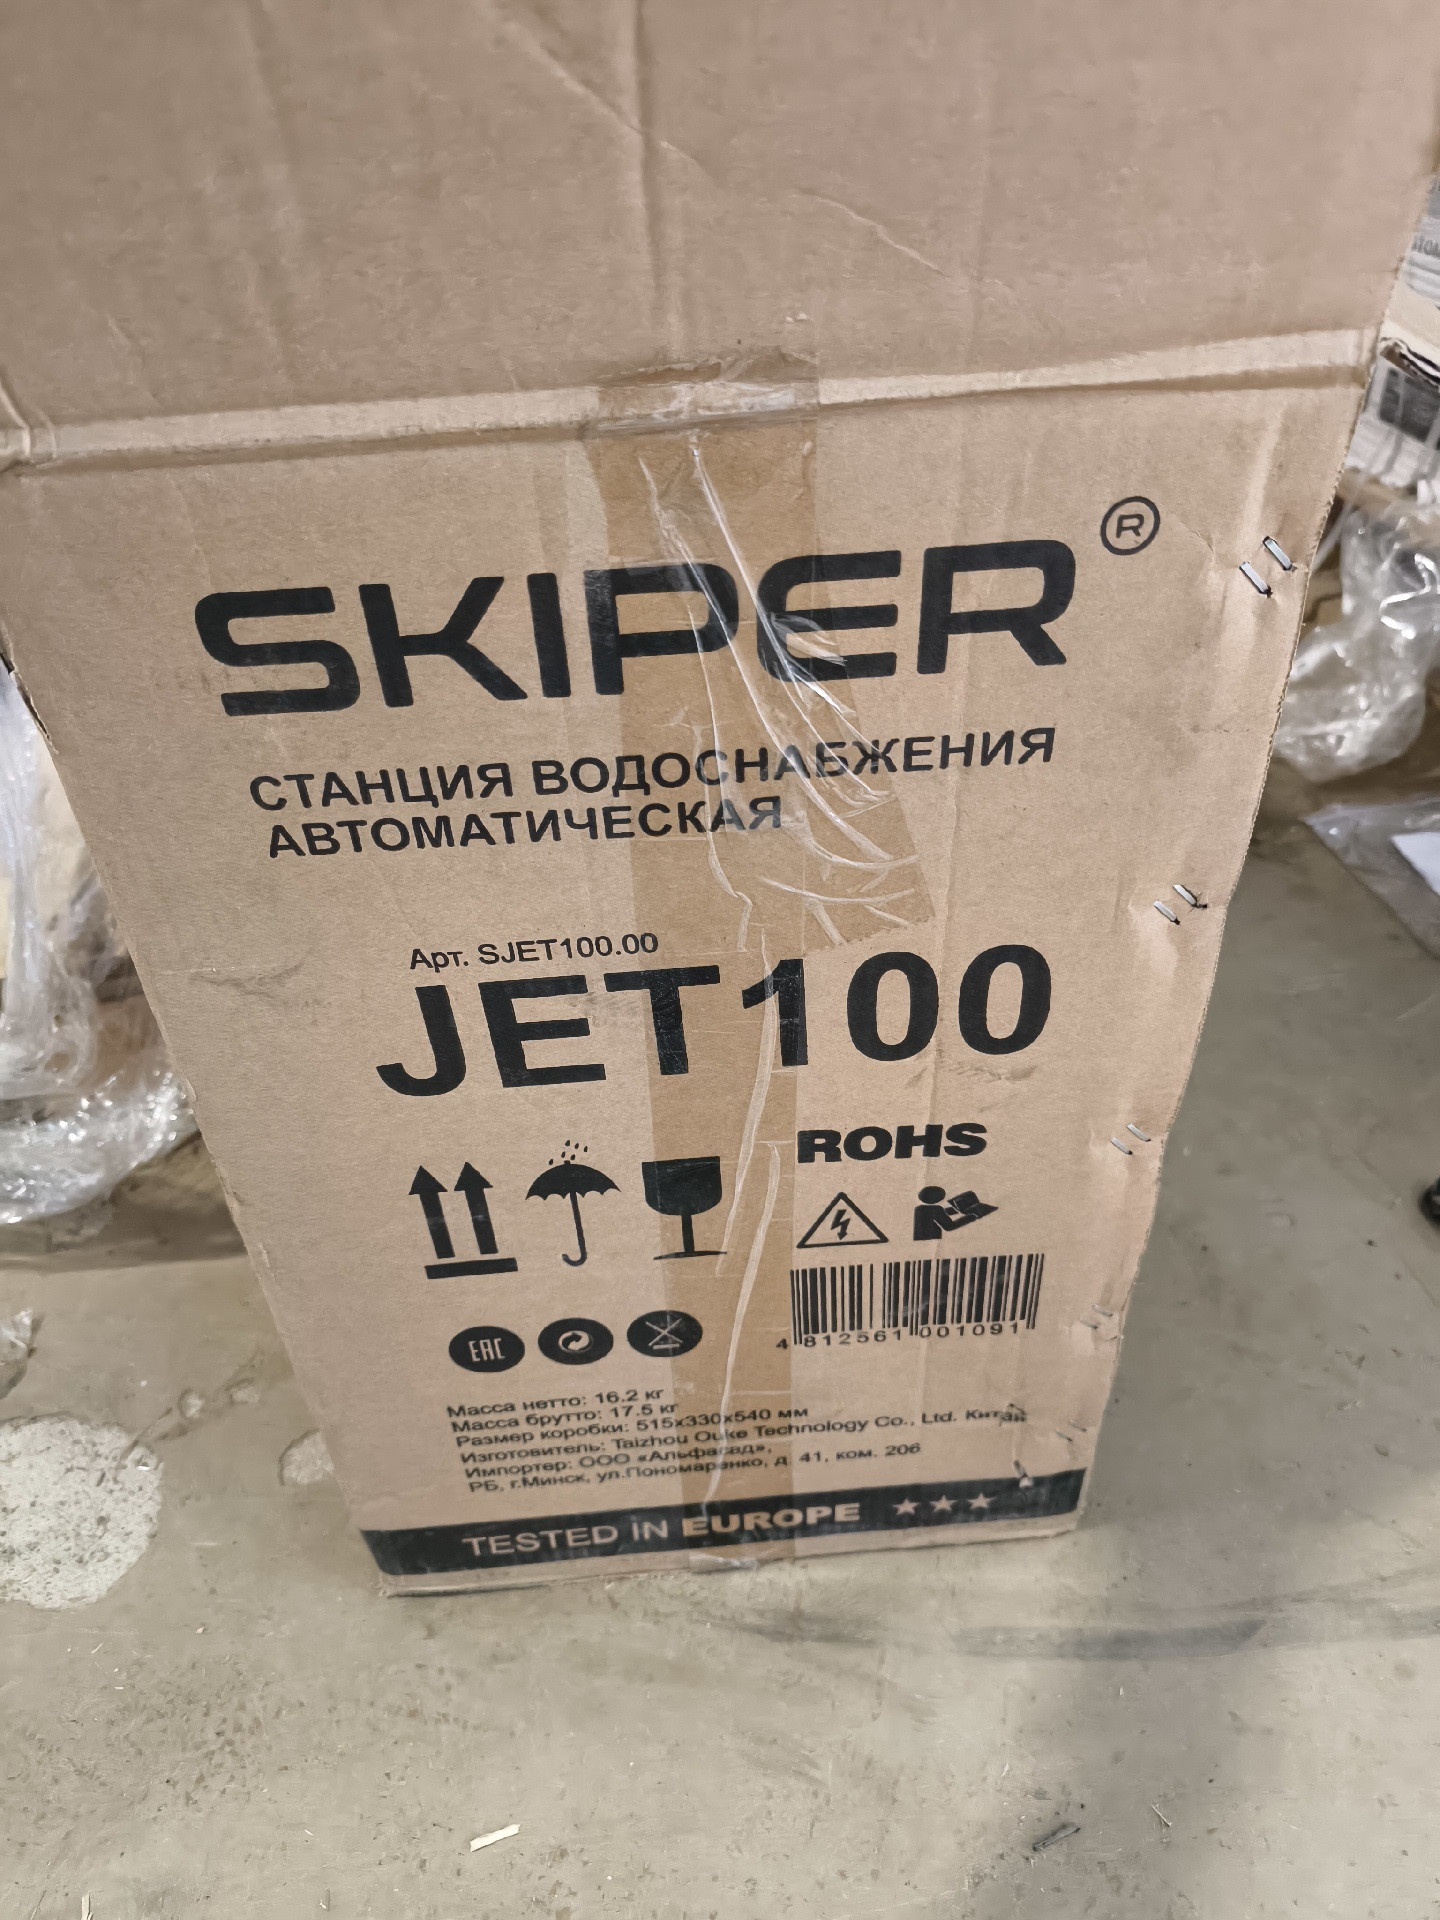 SKIPER®
СТАНЦИЯ ВОДОСНАБЖЕНИЯ
АВТОМАТИЧЕСКАЯ
Арт. SJET100.00
JET100
ROHS
EAC
4 812561 001091
Масса нетто: 16.2 кг
Масса брутто: 17.5 кг
Размер коробки: 515x330x540 мм
Изготовитель: Taizhou Ouke Technology Co., Ltd. Китай
Импортер: ООО «Альфасад»,
РБ, г.Минск, ул.Пономаренко, д. 41, ком. 206
TESTED IN EUROPE ★★★